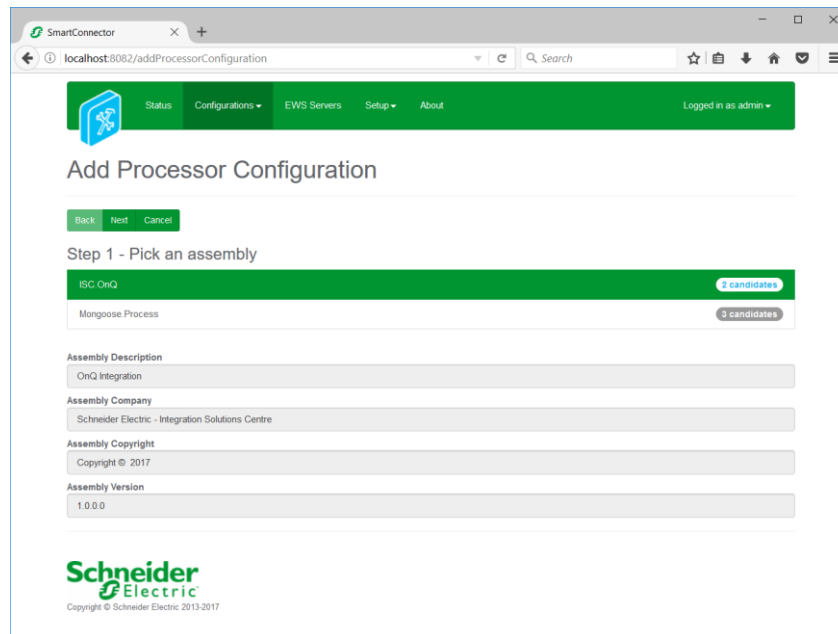 SmartConnector
localhost:8082/addProcessorConfiguration
Search
Status Configurations EWS Servers Setup About Logged in as admin
Add Processor Configuration
Back Next Cancel
Step 1 - Pick an assembly
ISC.OnQ 2 candidates
Mongoose.Process 3 candidates
Assembly Description
OnQ Integration
Assembly Company
Schneider Electric - Integration Solutions Centre
Assembly Copyright
Copyright © 2017
Assembly Version
1.0.0.0
Schneider
Electric
Copyright © Schneider Electric 2013-2017